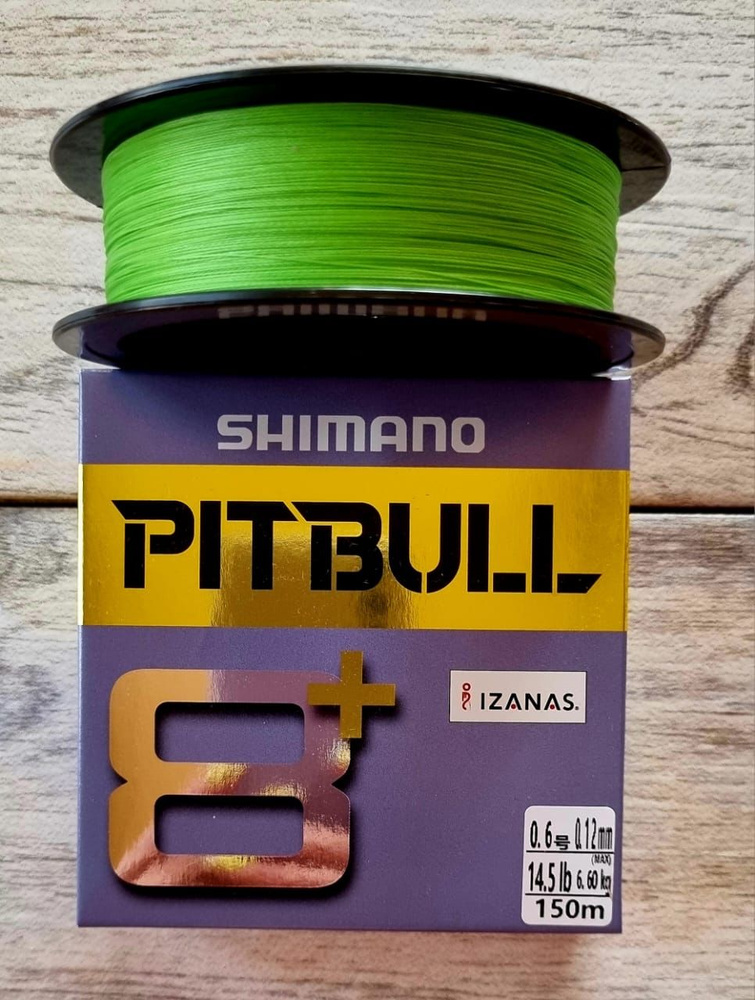 SHIMANO
PITBULL
8+
IZANAS®
0.6号 0.12mm
(MAX)
14.5lb 6.60kg
150m